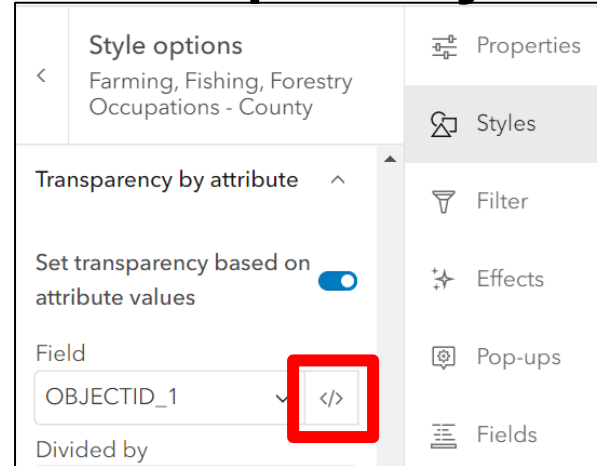 Style options
Farming, Fishing, Forestry
Occupations - County
Transparency by attribute
Set transparency based on
attribute values
Field
OBJECTID_1
</>
Divided by
Properties
Styles
Filter
Effects
Pop-ups
Fields